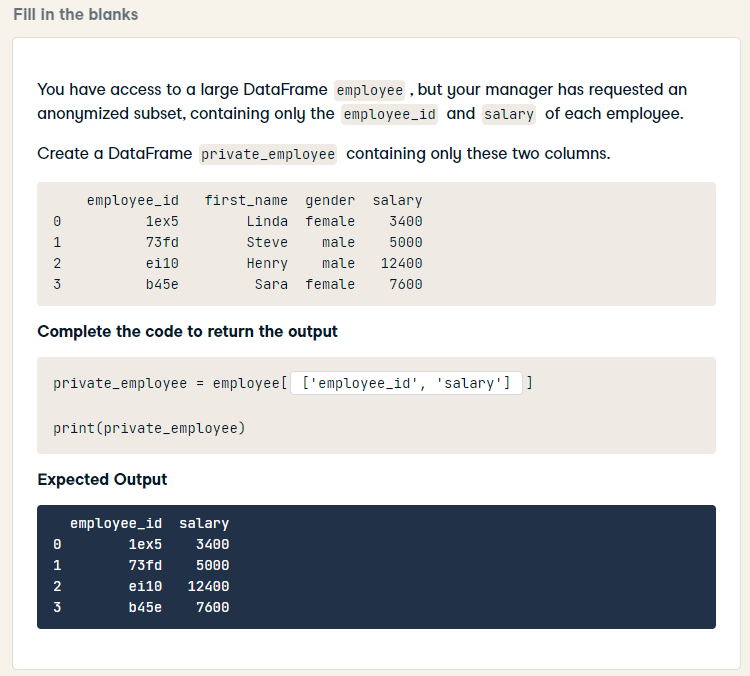 Fill in the blanks
You have access to a large DataFrame employee , but your manager has requested an
anonymized subset, containing only the employee_id and salary of each employee.
Create a DataFrame private_employee containing only these two columns.
employee_id first_name gender salary
0 1ex5 Linda female 3400
1 73fd Steve male 5000
2 ei10 Henry male 12400
3 b45e Sara female 7600
Complete the code to return the output
private_employee = employee[ ['employee_id', 'salary'] ]
print(private_employee)
Expected Output
employee_id salary
0 1ex5 3400
1 73fd 5000
2 ei10 12400
3 b45e 7600